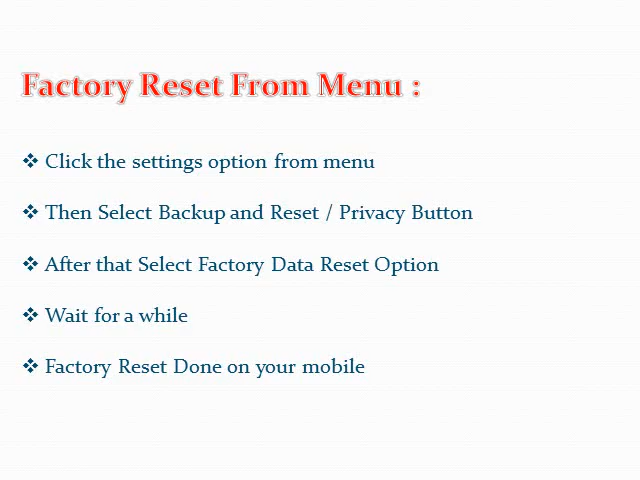 Factory Reset From Menu :
❖ Click the settings option from menu
❖ Then Select Backup and Reset / Privacy Button
❖ After that Select Factory Data Reset Option
❖ Wait for a while
❖ Factory Reset Done on your mobile